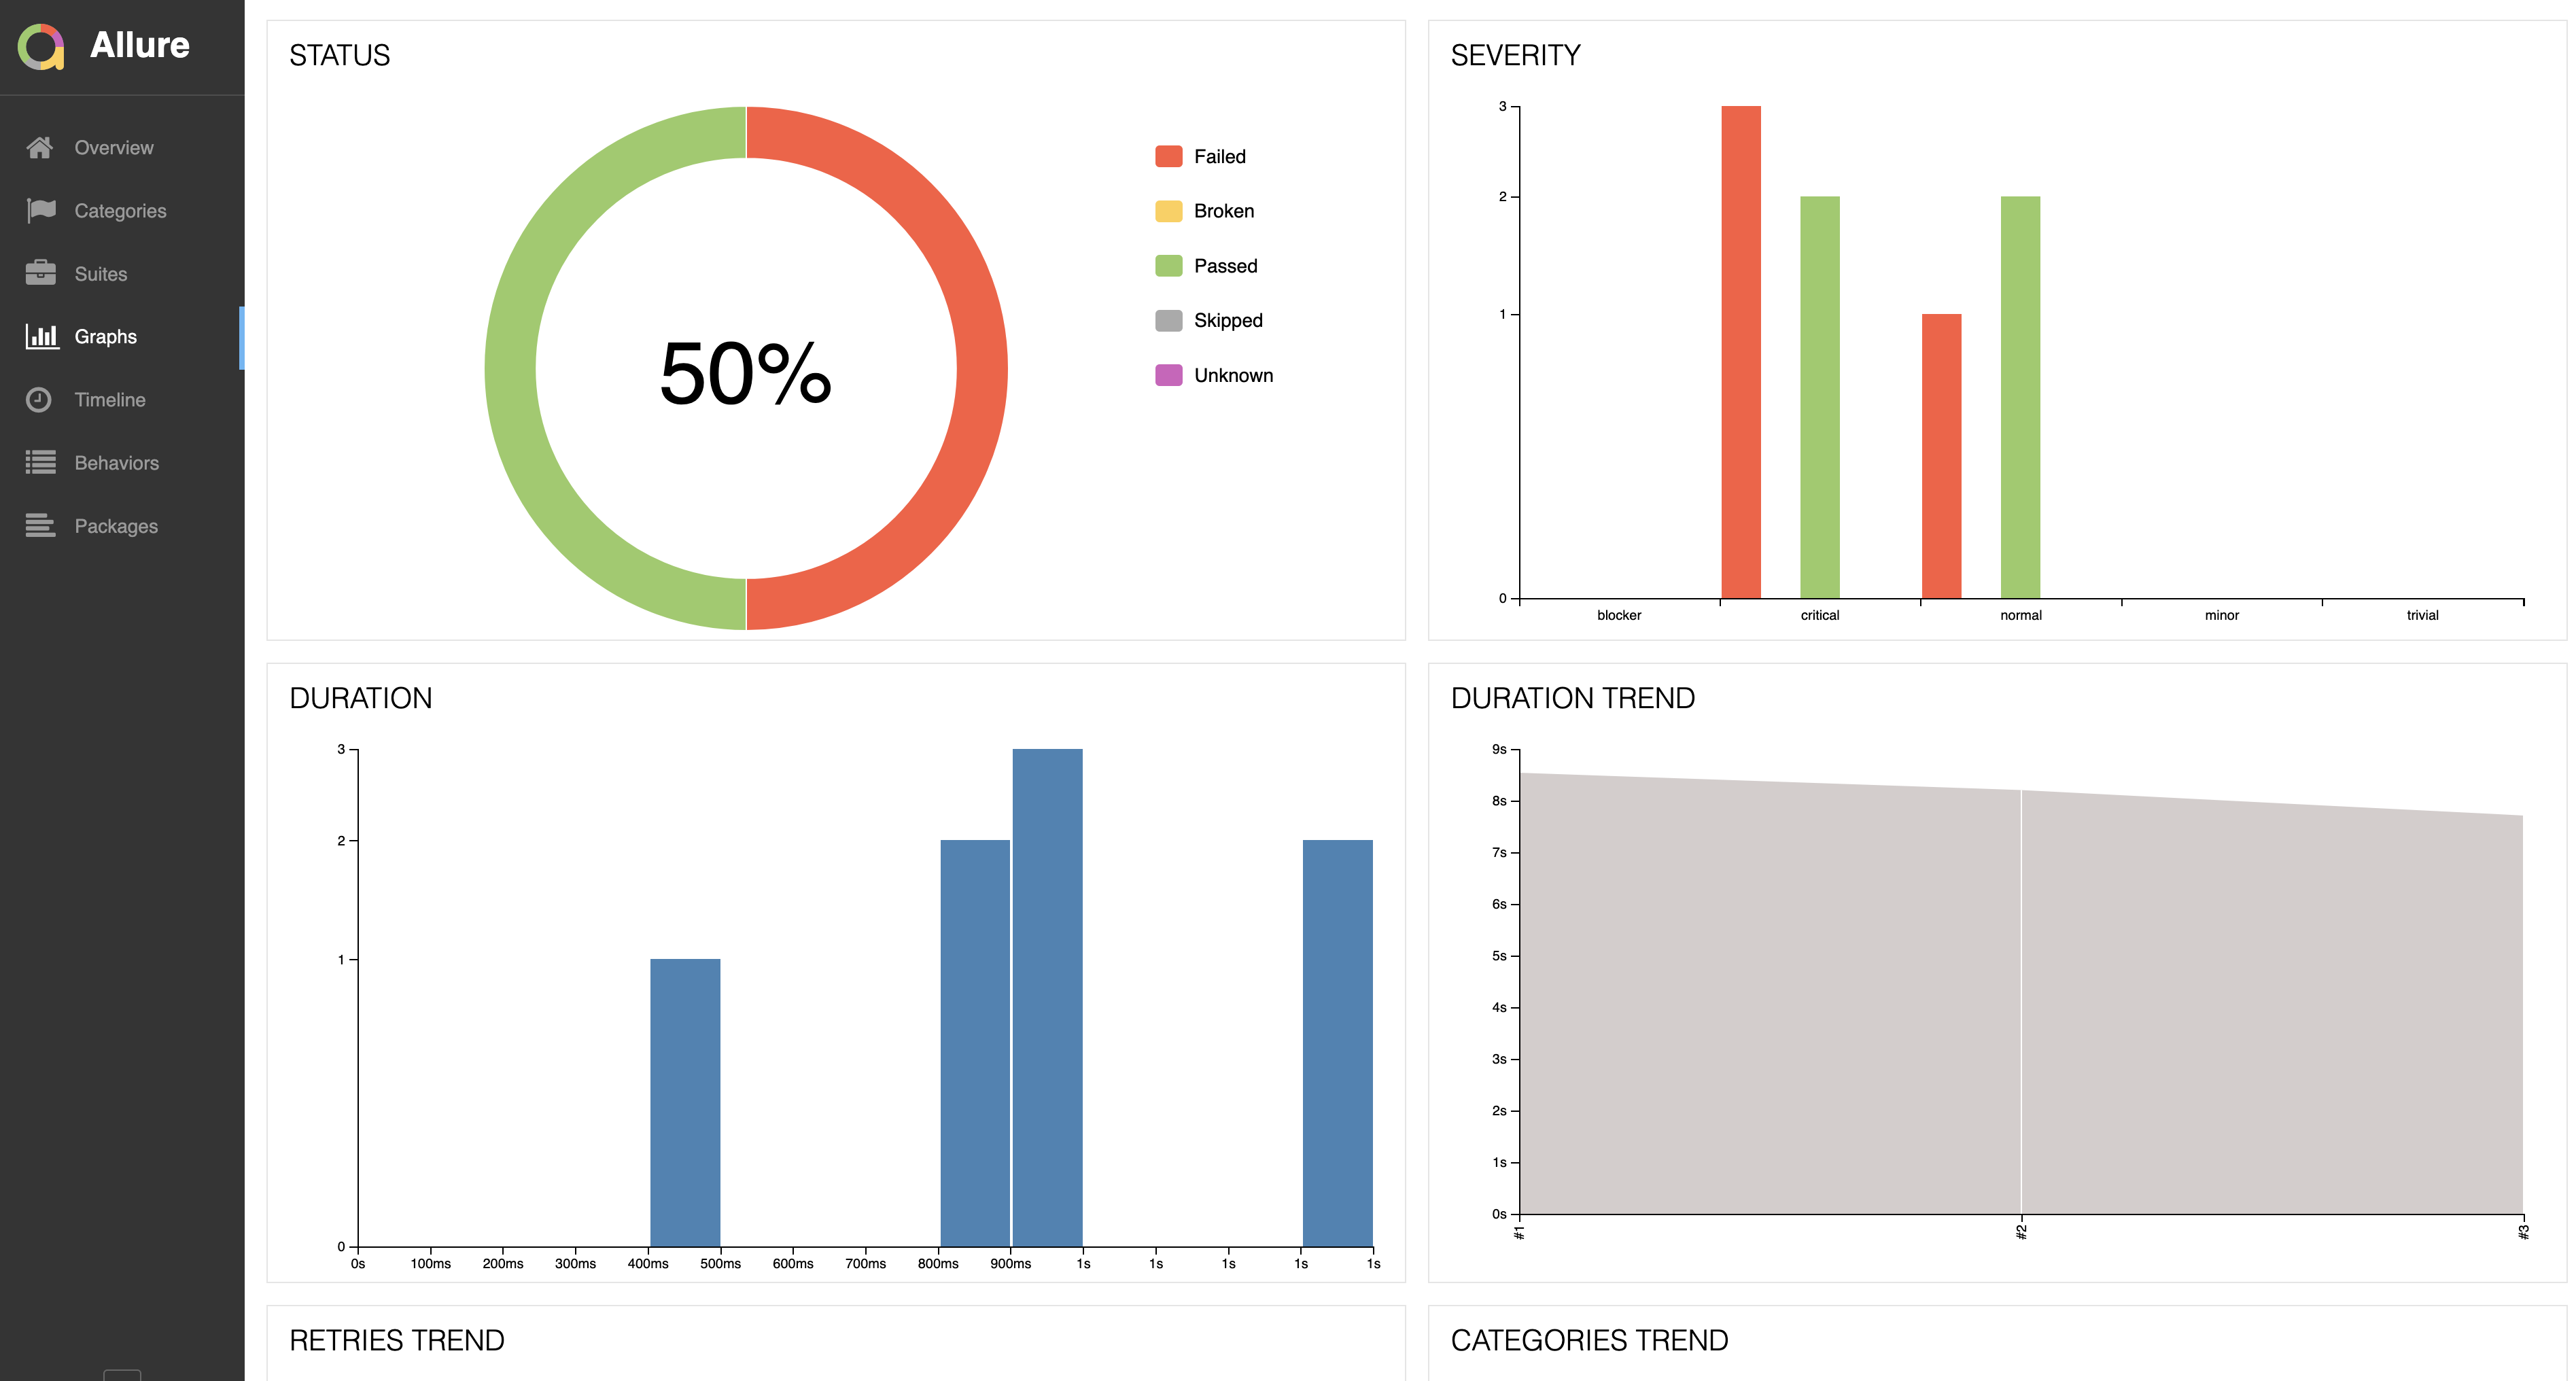 Allure
Overview
Categories
Suites
Graphs
Timeline
Behaviors
Packages
STATUS
50%
Failed
Broken
Passed
Skipped
Unknown
SEVERITY
3
2
1
0
blocker critical normal minor trivial
DURATION
3
2
1
0
0s 100ms 200ms 300ms 400ms 500ms 600ms 700ms 800ms 900ms 1s 1s 1s 1s 1s
DURATION TREND
9s
8s
7s
6s
5s
4s
3s
2s
1s
0s
#1 #2 #3
RETRIES TREND
CATEGORIES TREND